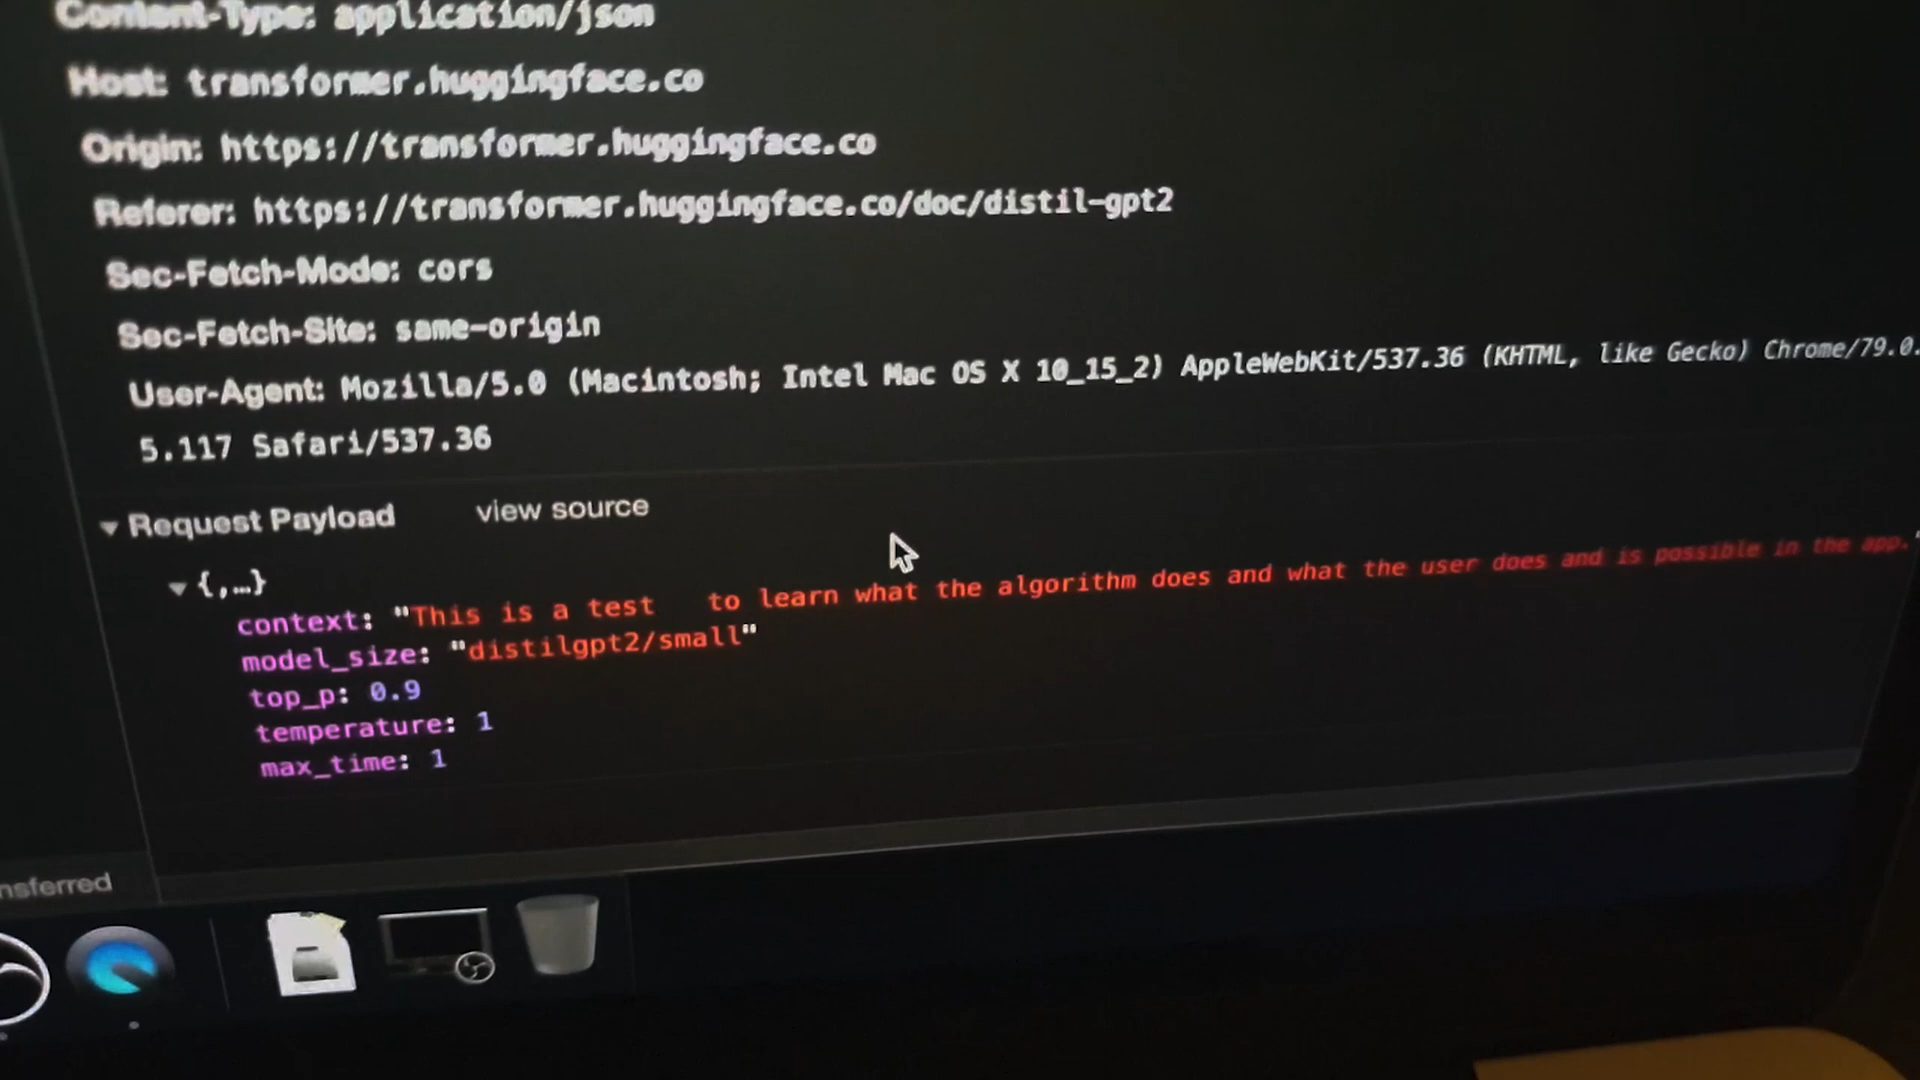 Content-Type: application/json
Host: transformer.huggingface.co
Origin: https://transformer.huggingface.co
Referer: https://transformer.huggingface.co/doc/distil-gpt2
Sec-Fetch-Mode: cors
Sec-Fetch-Site: same-origin
User-Agent: Mozilla/5.0 (Macintosh; Intel Mac OS X 10_15_2) AppleWebKit/537.36 (KHTML, like Gecko) Chrome/79.0.
5.117 Safari/537.36
▼ Request Payload view source
▼ {,…}
context: "This is a test to learn what the algorithm does and what the user does and is possible in the app."
model_size: "distilgpt2/small"
top_p: 0.9
temperature: 1
max_time: 1
nsferred